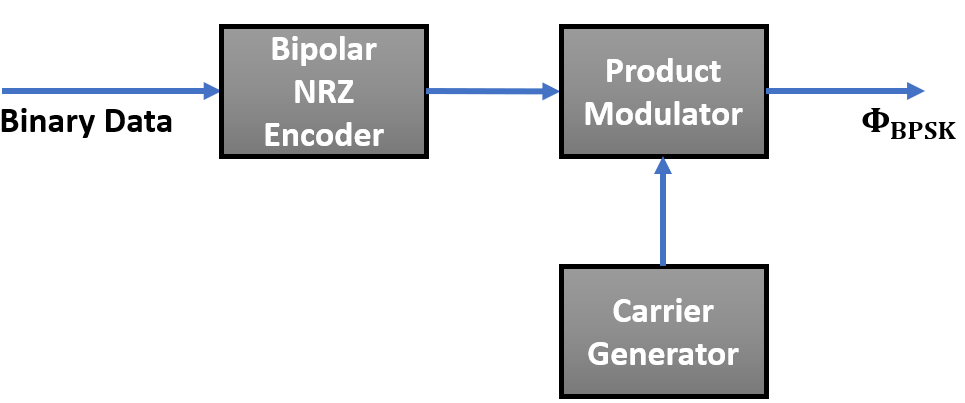 Bipolar
NRZ
Encoder
Product
Modulator
Binary Data
ΦBPSK
Carrier
Generator